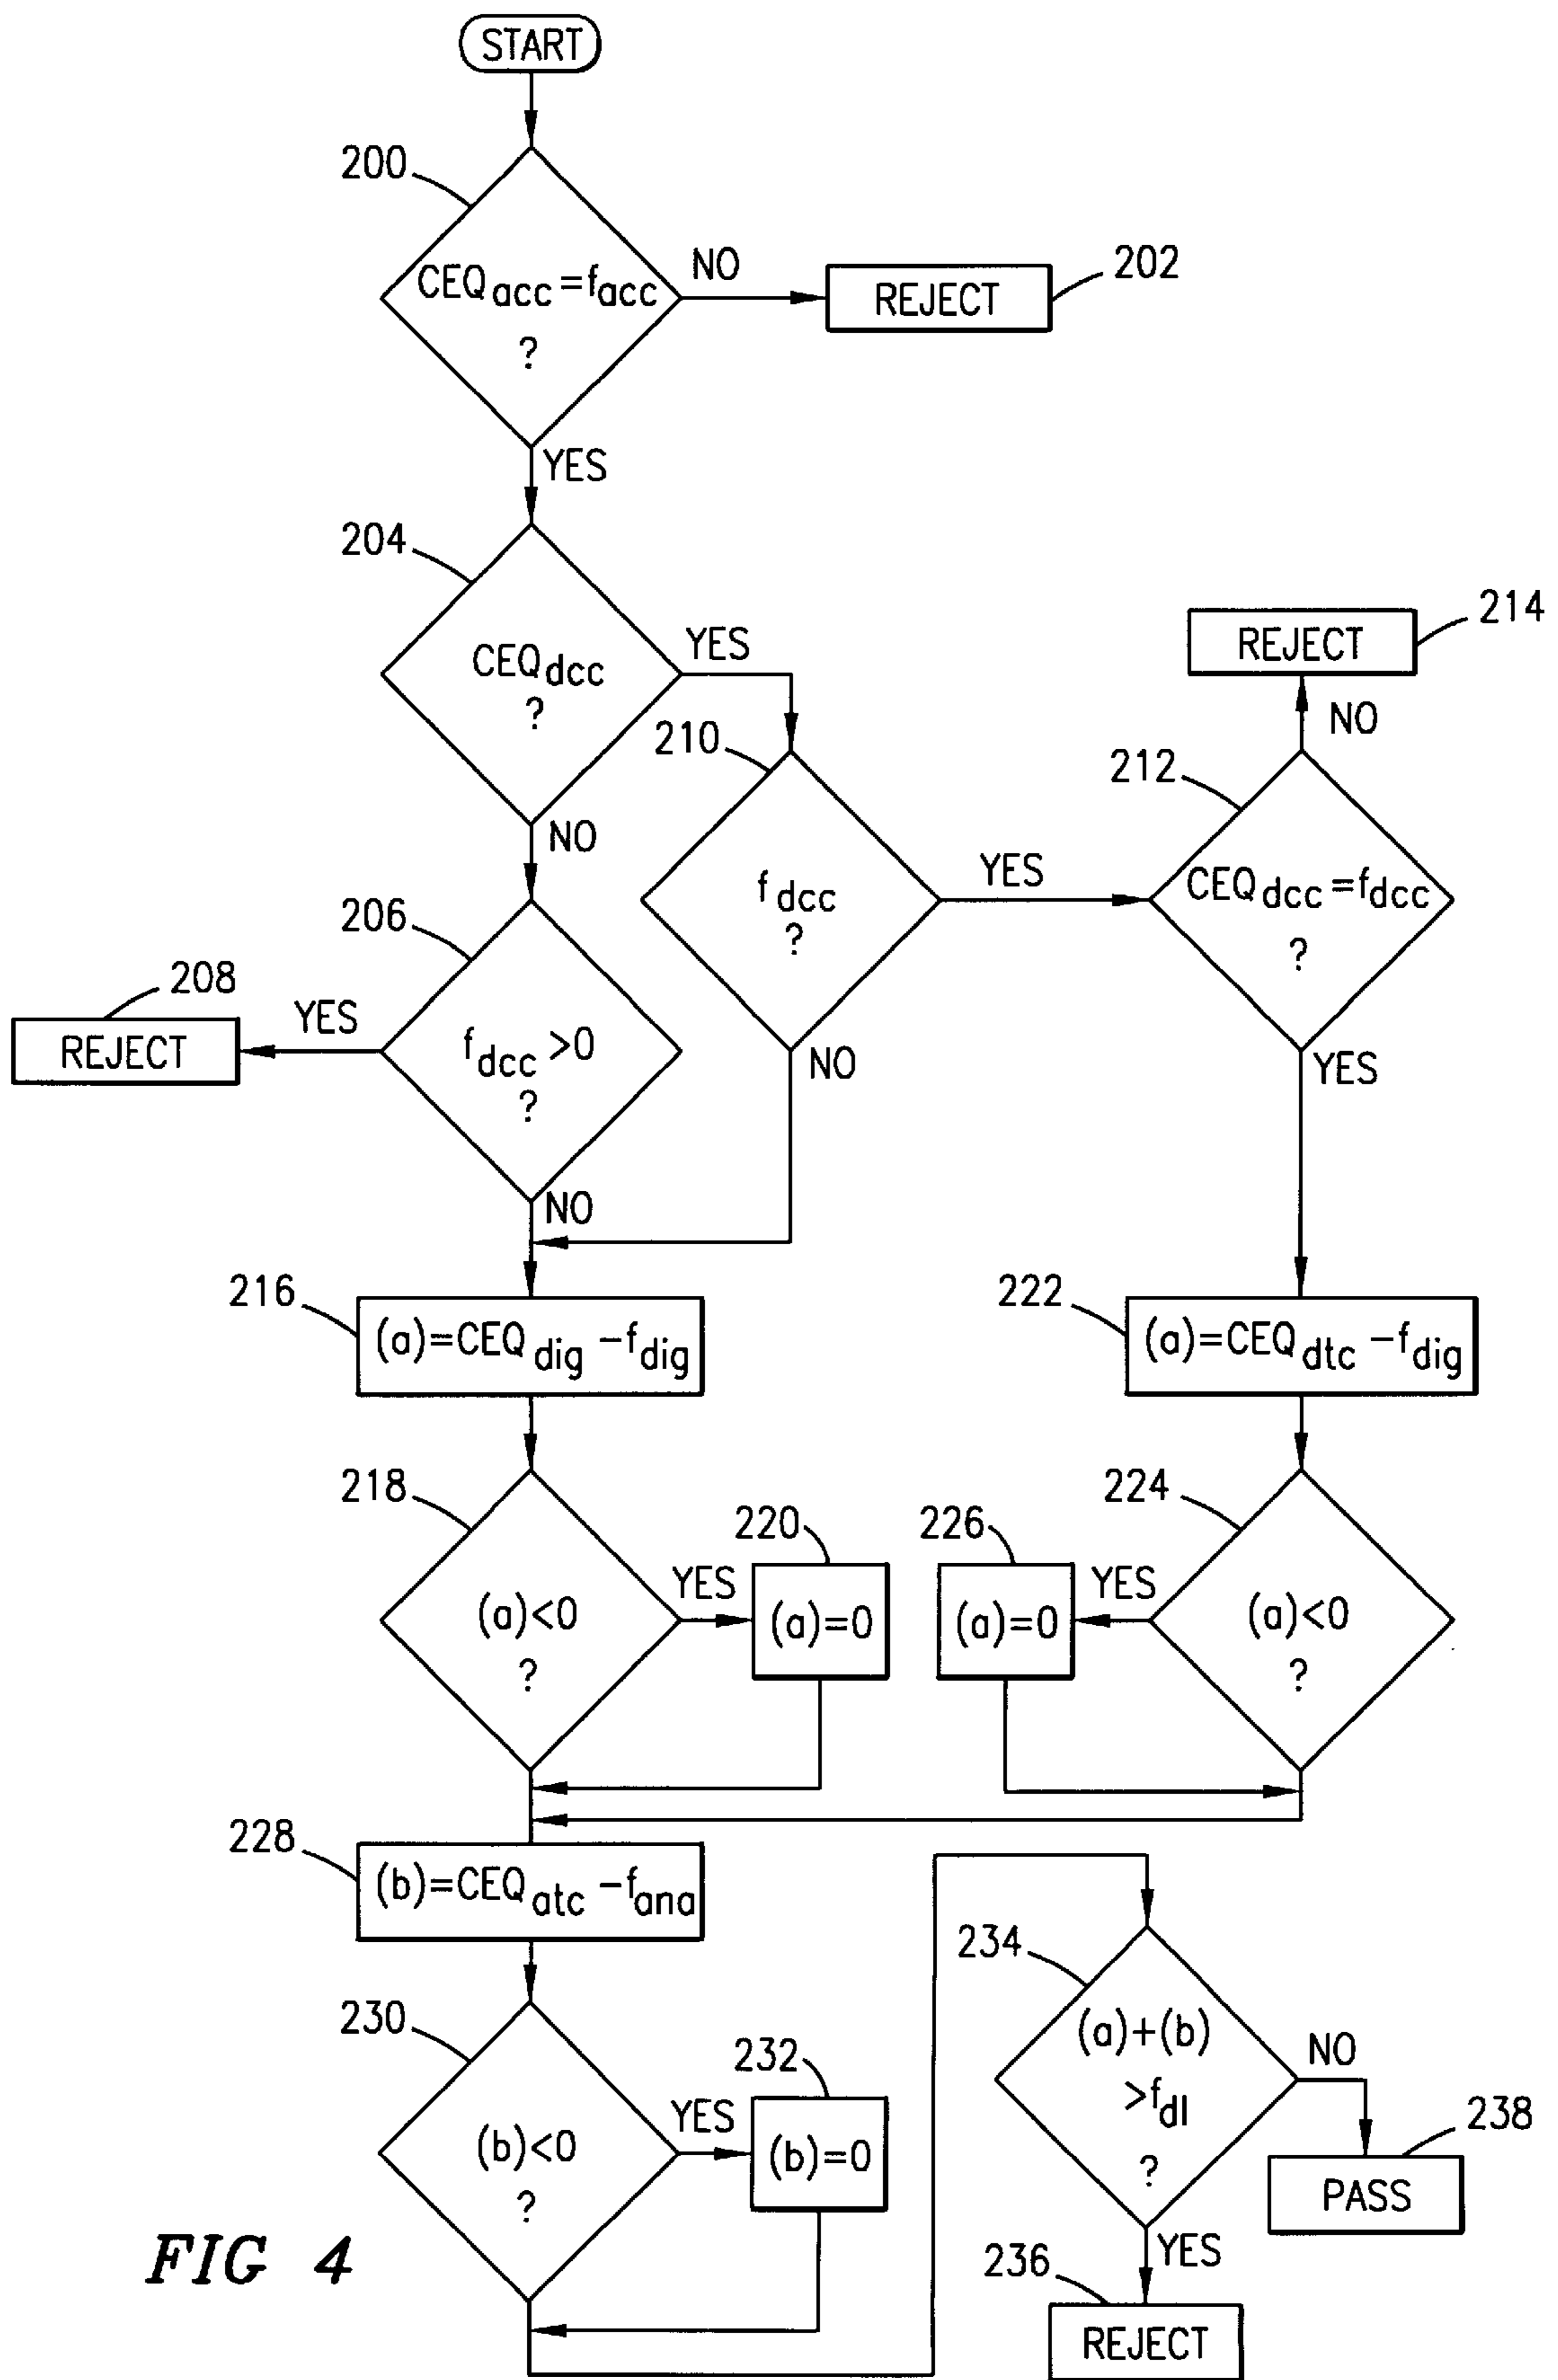 START
200
CEQacc=facc
?
NO
REJECT
202
YES
204
CEQdcc
?
YES
NO
210
fdcc
?
YES
NO
212
CEQdcc=fdcc
?
NO
REJECT
214
YES
206
fdcc >0
?
YES
208
REJECT
NO
216
(a)=CEQdig -fdig
222
(a)=CEQdtc -fdig
218
(a)<0
?
YES
220
(a)=0
224
(a)<0
?
YES
226
(a)=0
228
(b)=CEQatc -fana
230
(b)<0
?
YES
232
(b)=0
234
(a)+(b)
>fdl
?
NO
238
PASS
YES
236
REJECT
FIG 4